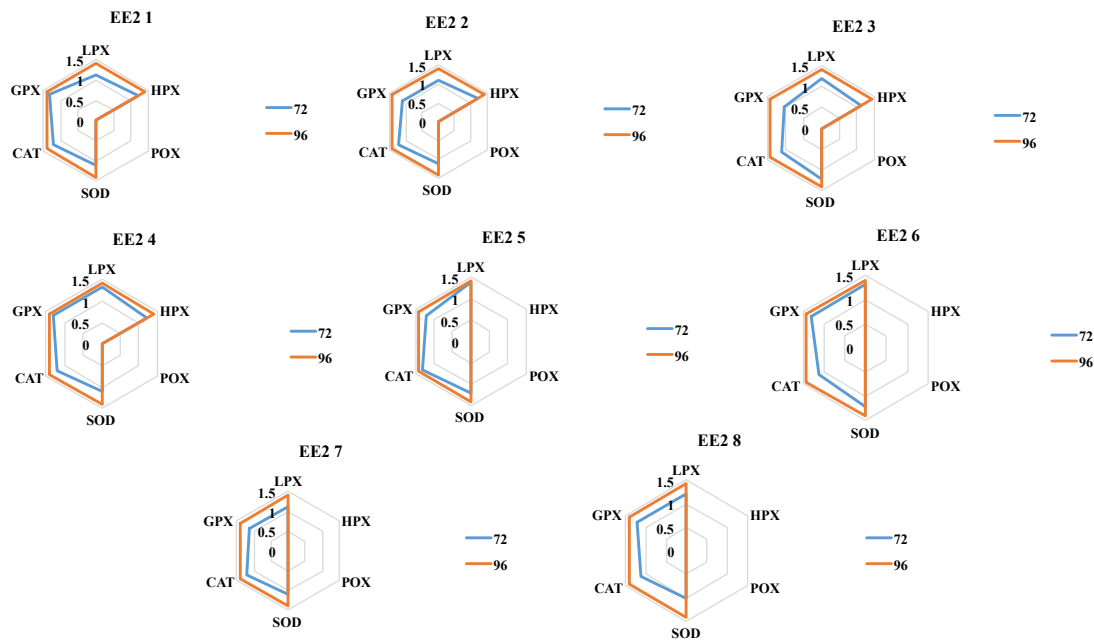 EE2 1
LPX
HPX
POX
SOD
CAT
GPX
1.5
1
0.5
0
72
96
EE2 2
LPX
HPX
POX
SOD
CAT
GPX
1.5
1
0.5
0
72
96
EE2 3
LPX
HPX
POX
SOD
CAT
GPX
1.5
1
0.5
0
72
96
EE2 4
LPX
HPX
POX
SOD
CAT
GPX
1.5
1
0.5
0
72
96
EE2 5
LPX
HPX
POX
SOD
CAT
GPX
1.5
1
0.5
0
72
96
EE2 6
LPX
HPX
POX
SOD
CAT
GPX
1.5
1
0.5
0
72
96
EE2 7
LPX
HPX
POX
SOD
CAT
GPX
1.5
1
0.5
0
72
96
EE2 8
LPX
HPX
POX
SOD
CAT
GPX
1.5
1
0.5
0
72
96